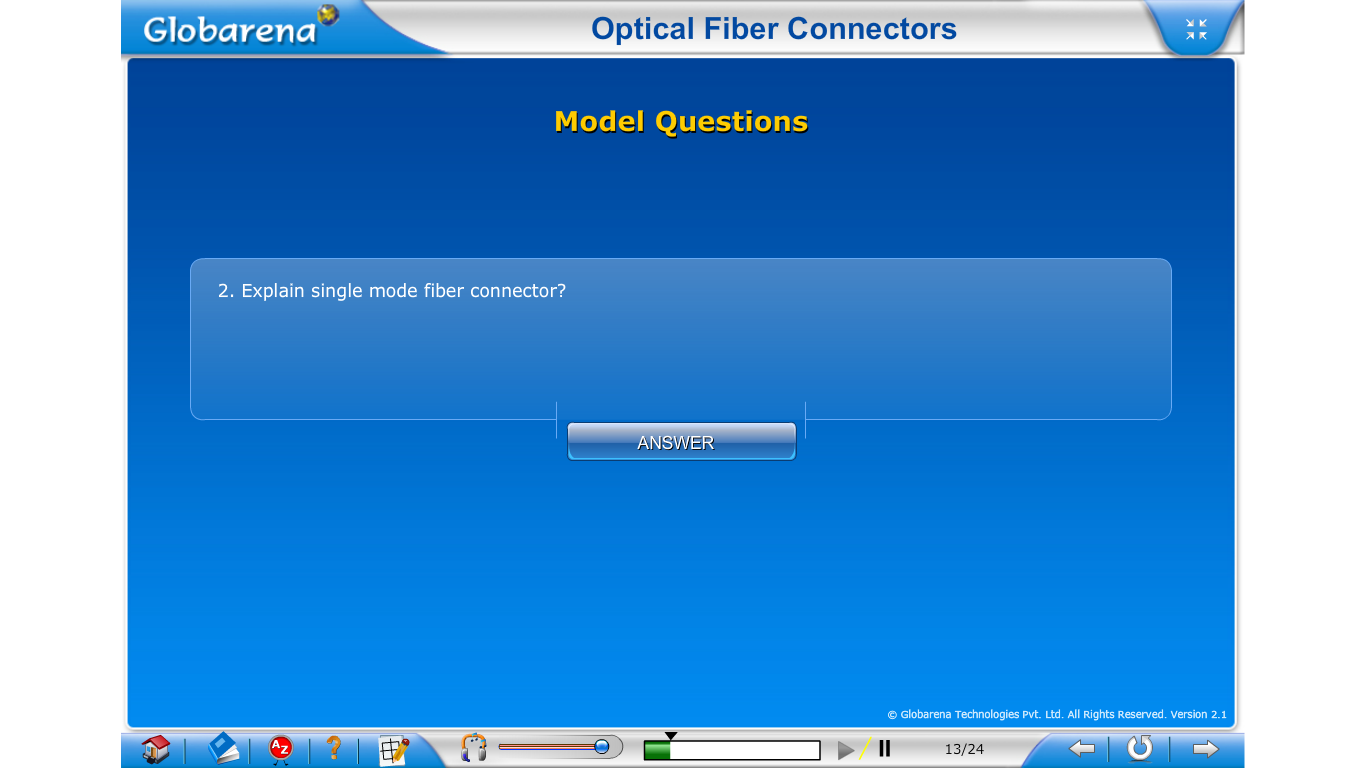 Globarena
Optical Fiber Connectors
Model Questions
2. Explain single mode fiber connector?
ANSWER
© Globarena Technologies Pvt. Ltd. All Rights Reserved. Version 2.1
A Z
?
13/24